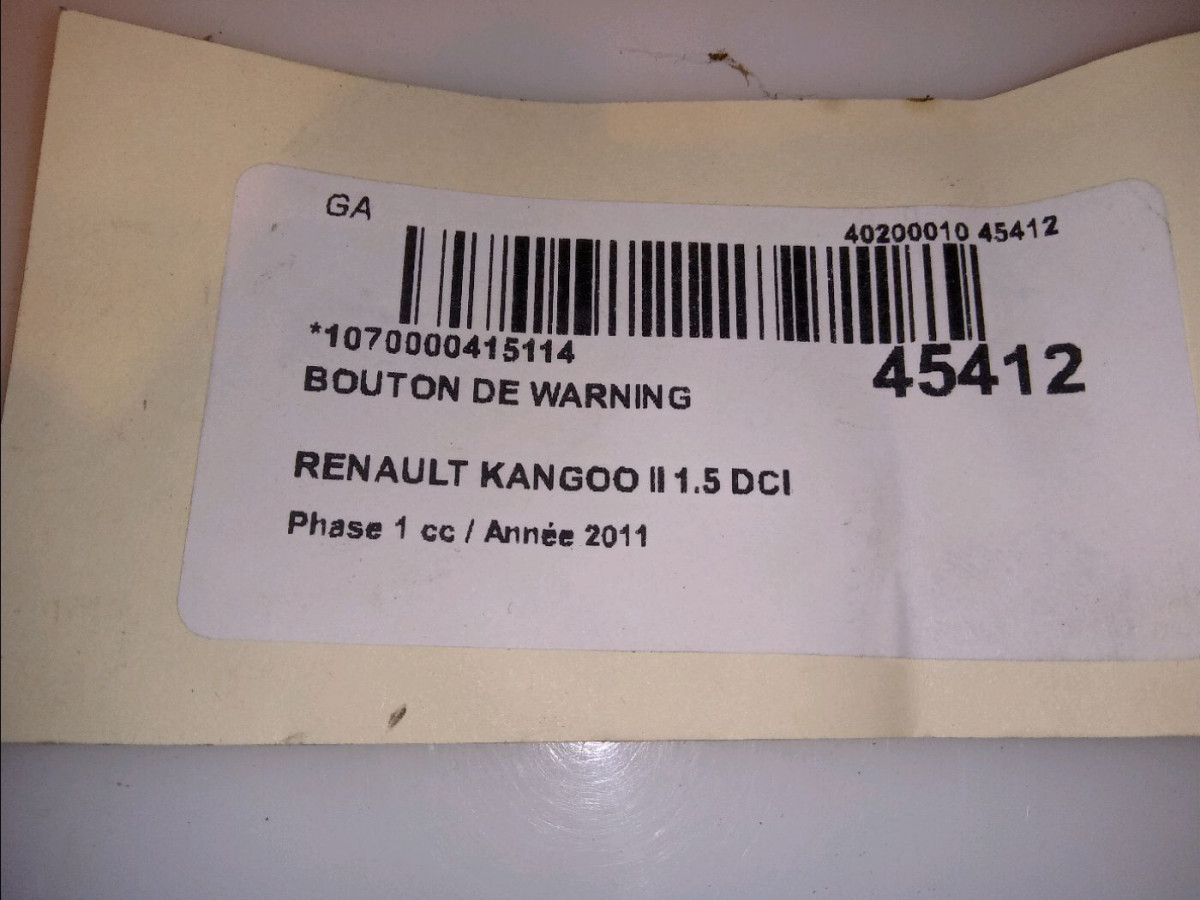 GA
40200010 45412
*1070000415114
45412
BOUTON DE WARNING
RENAULT KANGOO II 1.5 DCI
Phase 1 cc / Année 2011